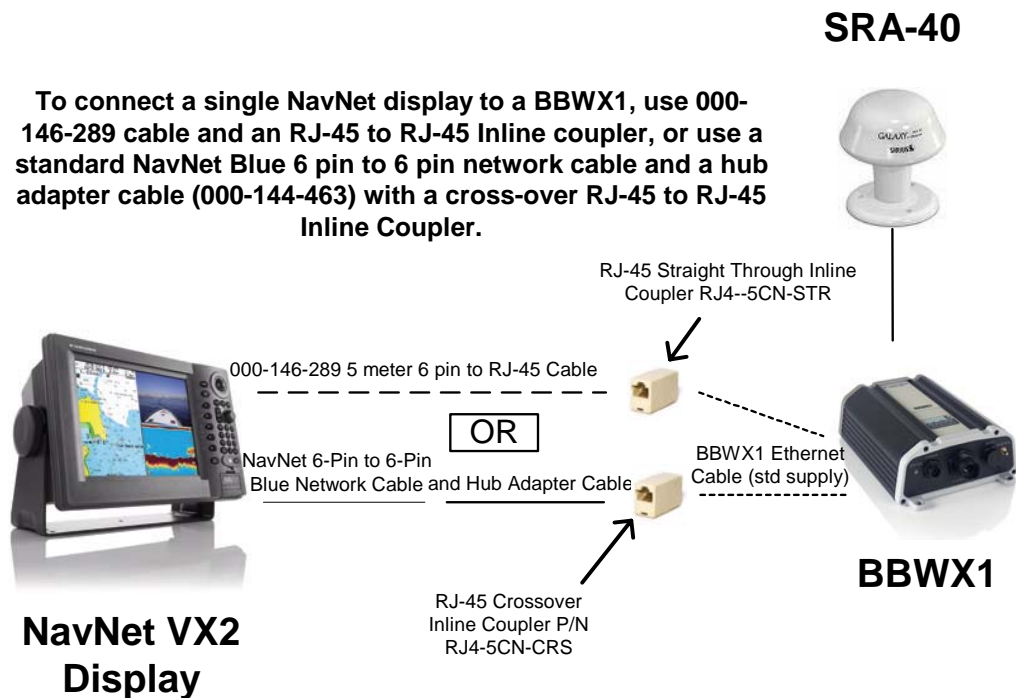 SRA-40
To connect a single NavNet display to a BBWX1, use 000-
146-289 cable and an RJ-45 to RJ-45 Inline coupler, or use a
standard NavNet Blue 6 pin to 6 pin network cable and a hub
adapter cable (000-144-463) with a cross-over RJ-45 to RJ-45
Inline Coupler.
GALAXY
SIRIUS
RJ-45 Straight Through Inline
Coupler RJ4--5CN-STR
000-146-289 5 meter 6 pin to RJ-45 Cable
OR
NavNet 6-Pin to 6-Pin
Blue Network Cable and Hub Adapter Cable
BBWX1 Ethernet
Cable (std supply)
BBWX1
RJ-45 Crossover
Inline Coupler P/N
RJ4-5CN-CRS
NavNet VX2
Display